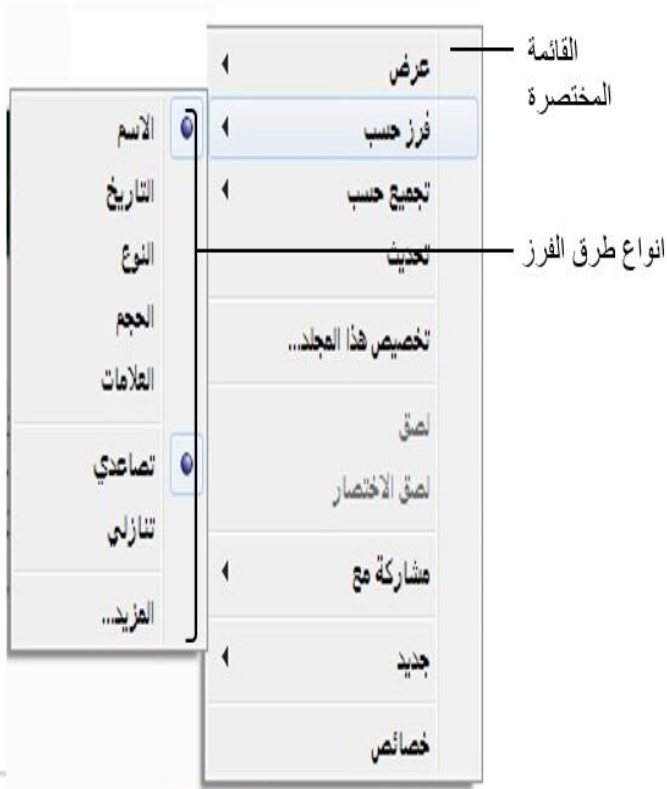 القائمة
المختصرة
عرض
فرز حسب
تجميع حسب
تحديث
تخصيص هذا المجلد...
لصق
لصق الاختصار
مشاركة مع
جديد
خصائص
انواع طرق الفرز
الاسم
التاريخ
النوع
الحجم
العلامات
تصاعدي
تنازلي
المزيد...